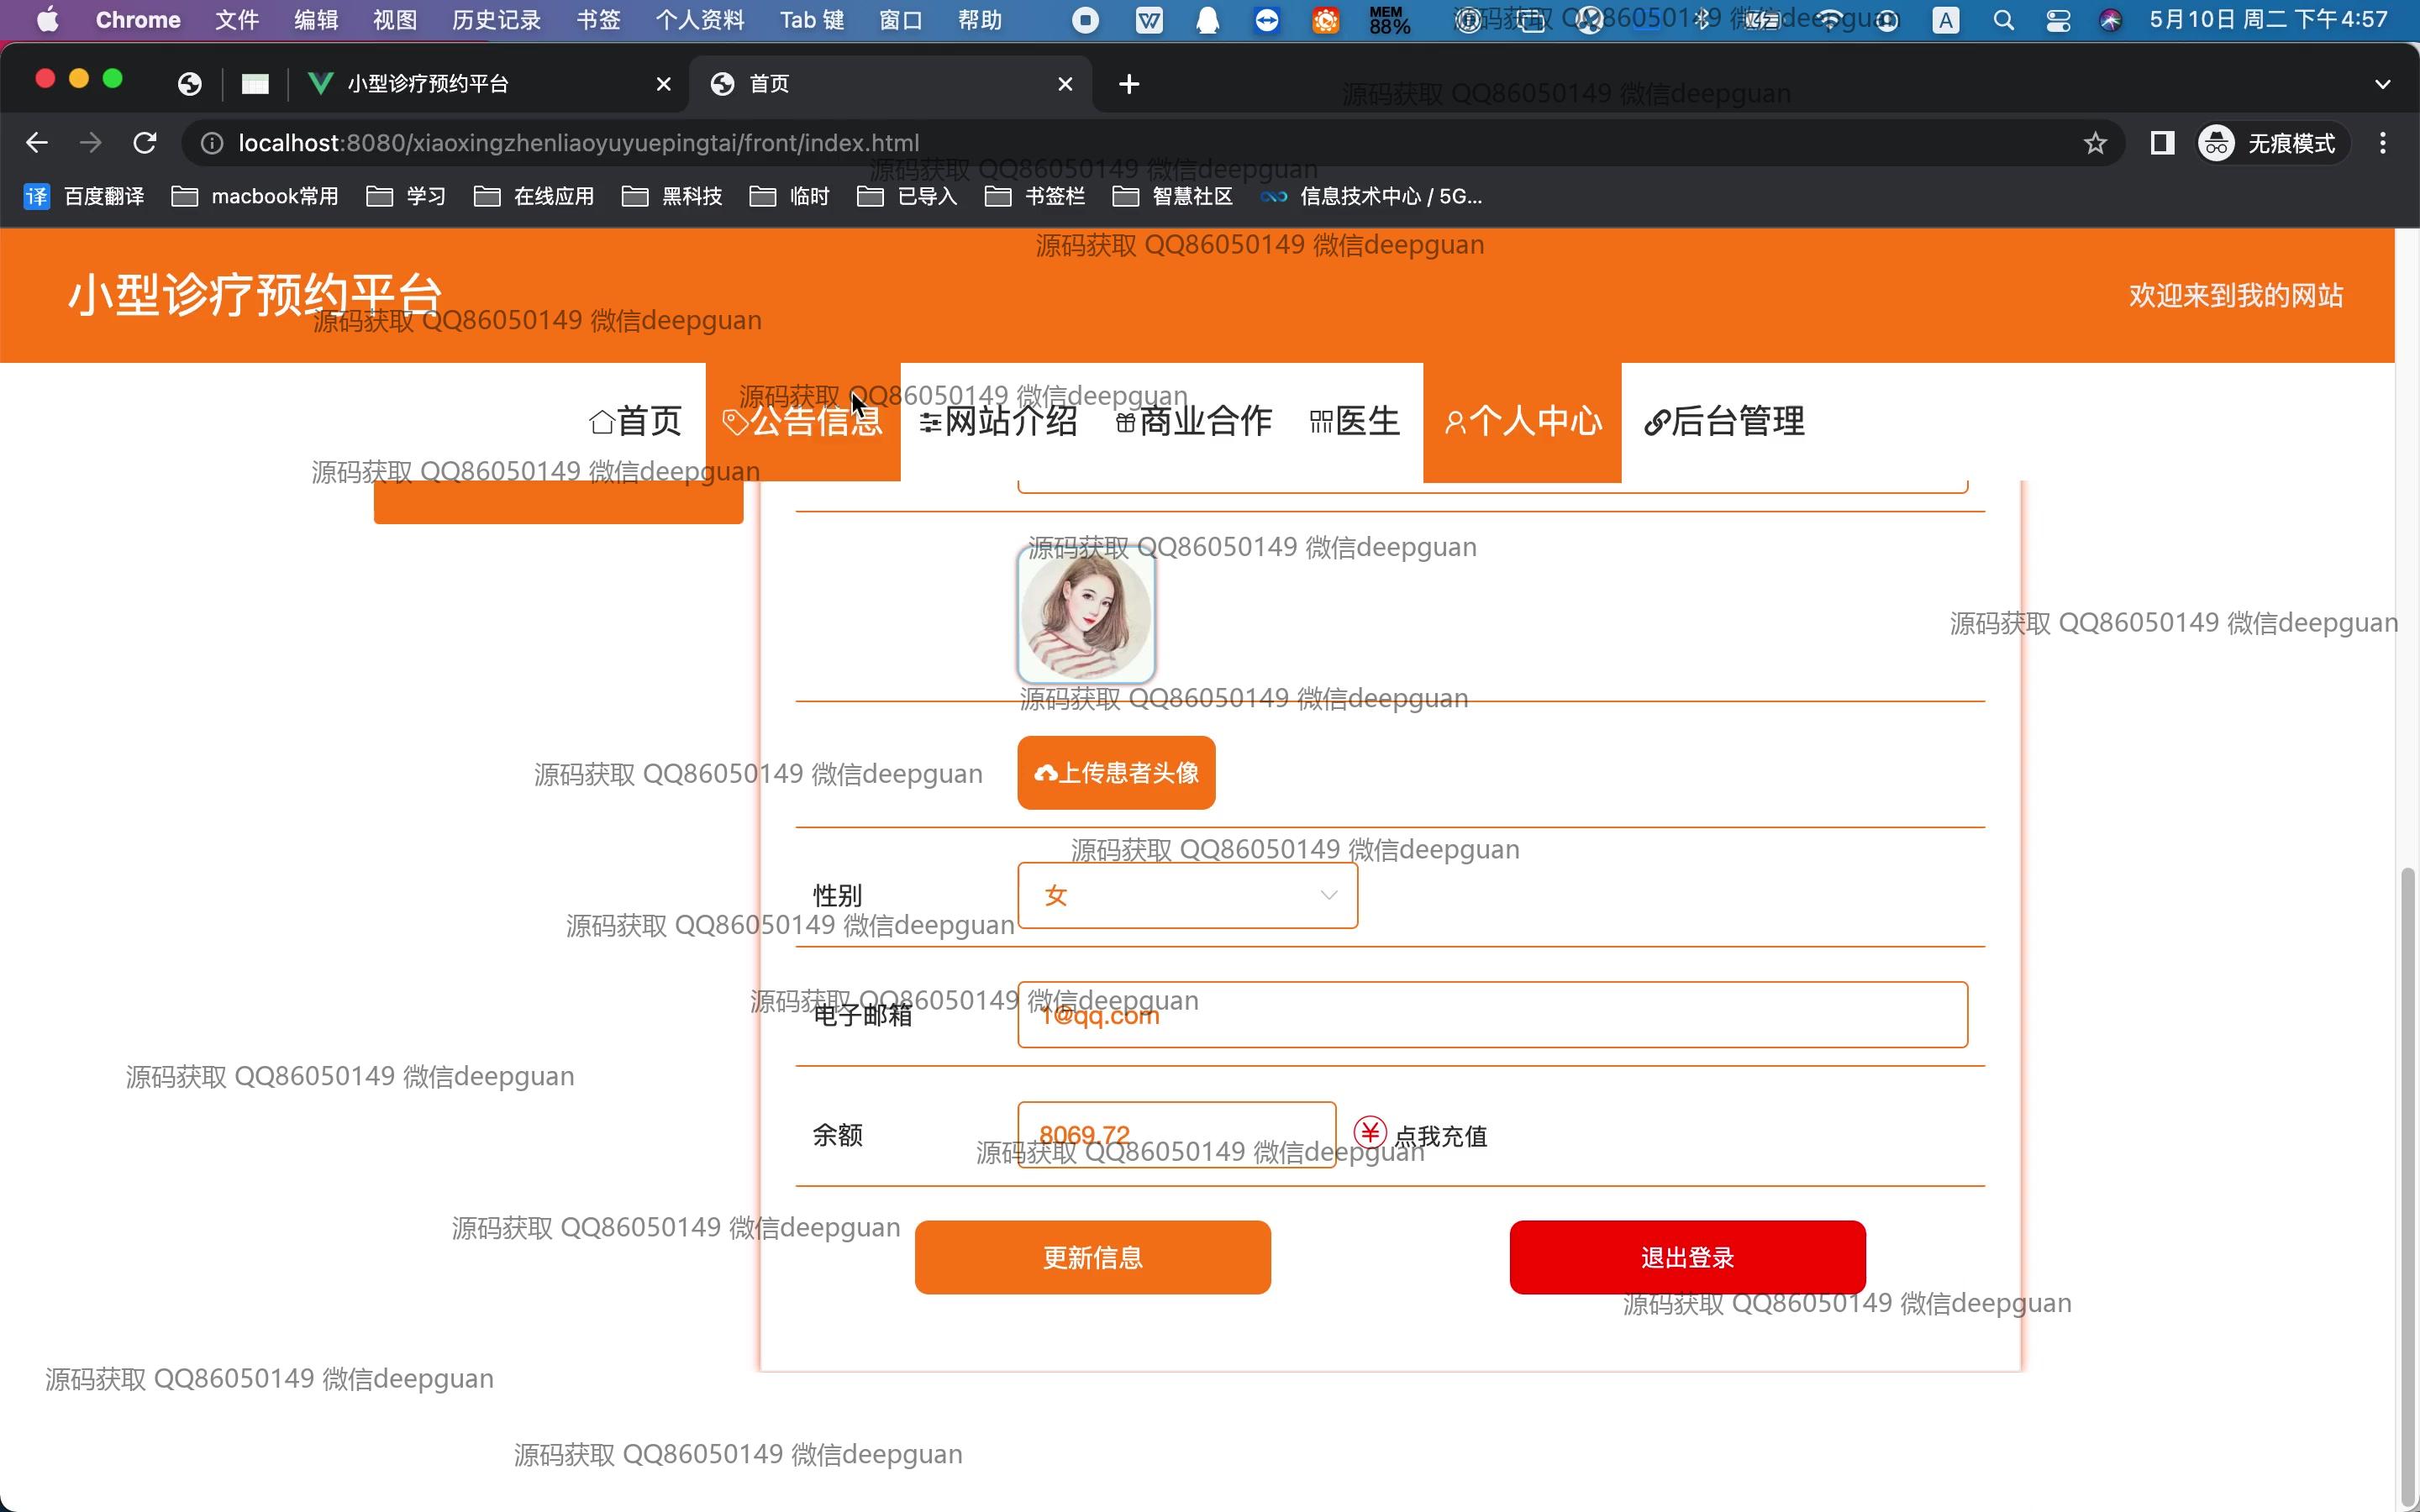 Chrome 文件 编辑 视图 历史记录 书签 个人资料 Tab 键 窗口 帮助 MEM 88% A 5月10日 周二 下午4:57
源码获取 QQ86050149 微信deepguan
小型诊疗预约平台 首页
源码获取 QQ86050149 微信deepguan
localhost:8080/xiaoxingzhenliaoyuyuepingtai/front/index.html 无痕模式
源码获取 QQ86050149 微信deepguan
译 百度翻译 macbook常用 学习 在线应用 黑科技 临时 已导入 书签栏 智慧社区 信息技术中心 / 5G...
源码获取 QQ86050149 微信deepguan
小型诊疗预约平台 欢迎来到我的网站
源码获取 QQ86050149 微信deepguan
源码获取 QQ86050149 微信deepguan
首页 公告信息 网站介绍 商业合作 医生 个人中心 后台管理
源码获取 QQ86050149 微信deepguan
源码获取 QQ86050149 微信deepguan
源码获取 QQ86050149 微信deepguan
源码获取 QQ86050149 微信deepguan
上传患者头像
源码获取 QQ86050149 微信deepguan
源码获取 QQ86050149 微信deepguan
性别 女
源码获取 QQ86050149 微信deepguan
源码获取 QQ86050149 微信deepguan
电子邮箱 1@qq.com
源码获取 QQ86050149 微信deepguan
余额 8069.72 点我充值
源码获取 QQ86050149 微信deepguan
源码获取 QQ86050149 微信deepguan
更新信息 退出登录
源码获取 QQ86050149 微信deepguan
源码获取 QQ86050149 微信deepguan
源码获取 QQ86050149 微信deepguan